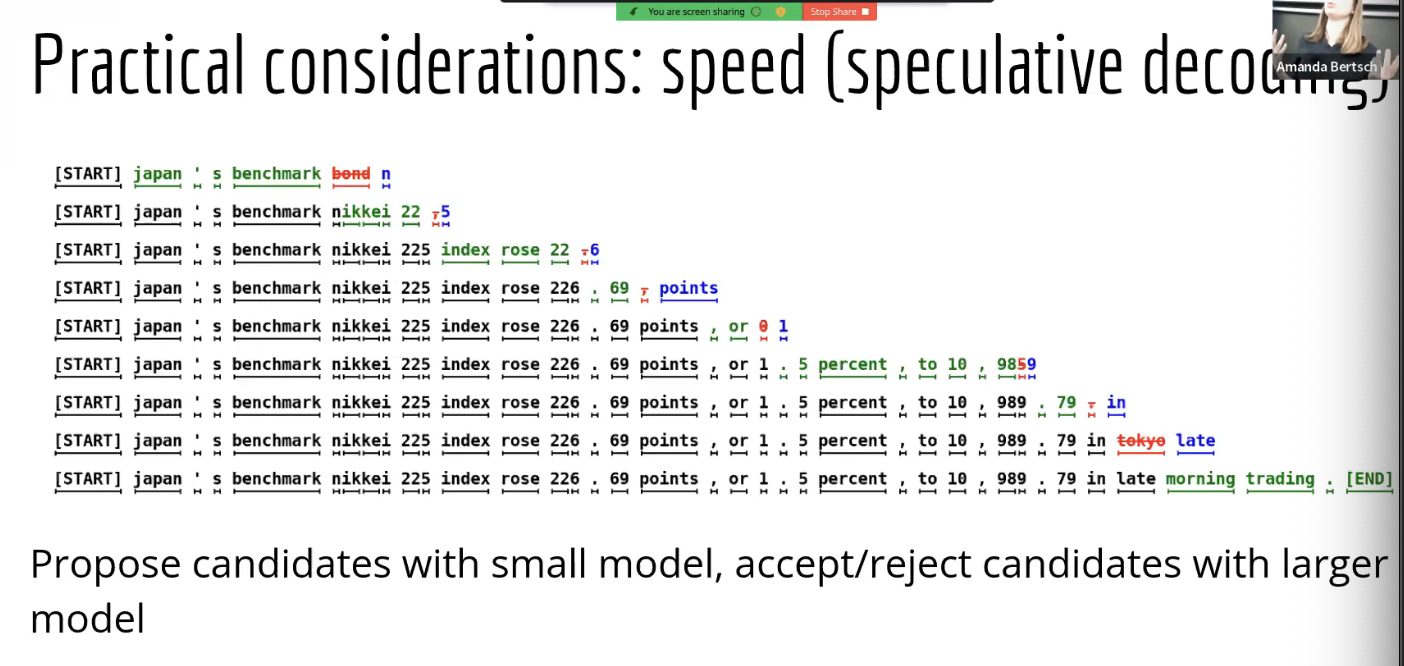 You are screen sharing Stop Share
Practical considerations: speed (speculative decoding)
Amanda Bertsch
[START] japan ' s benchmark bond n
[START] japan ' s benchmark nikkei 22 , 5
[START] japan ' s benchmark nikkei 225 index rose 22 , 6
[START] japan ' s benchmark nikkei 225 index rose 226 . 69 , points
[START] japan ' s benchmark nikkei 225 index rose 226 . 69 points , or 0 1
[START] japan ' s benchmark nikkei 225 index rose 226 . 69 points , or 1 . 5 percent , to 10 , 9859
[START] japan ' s benchmark nikkei 225 index rose 226 . 69 points , or 1 . 5 percent , to 10 , 989 . 79 , in
[START] japan ' s benchmark nikkei 225 index rose 226 . 69 points , or 1 . 5 percent , to 10 , 989 . 79 in tokyo late
[START] japan ' s benchmark nikkei 225 index rose 226 . 69 points , or 1 . 5 percent , to 10 , 989 . 79 in late morning trading . [END]
Propose candidates with small model, accept/reject candidates with larger
model